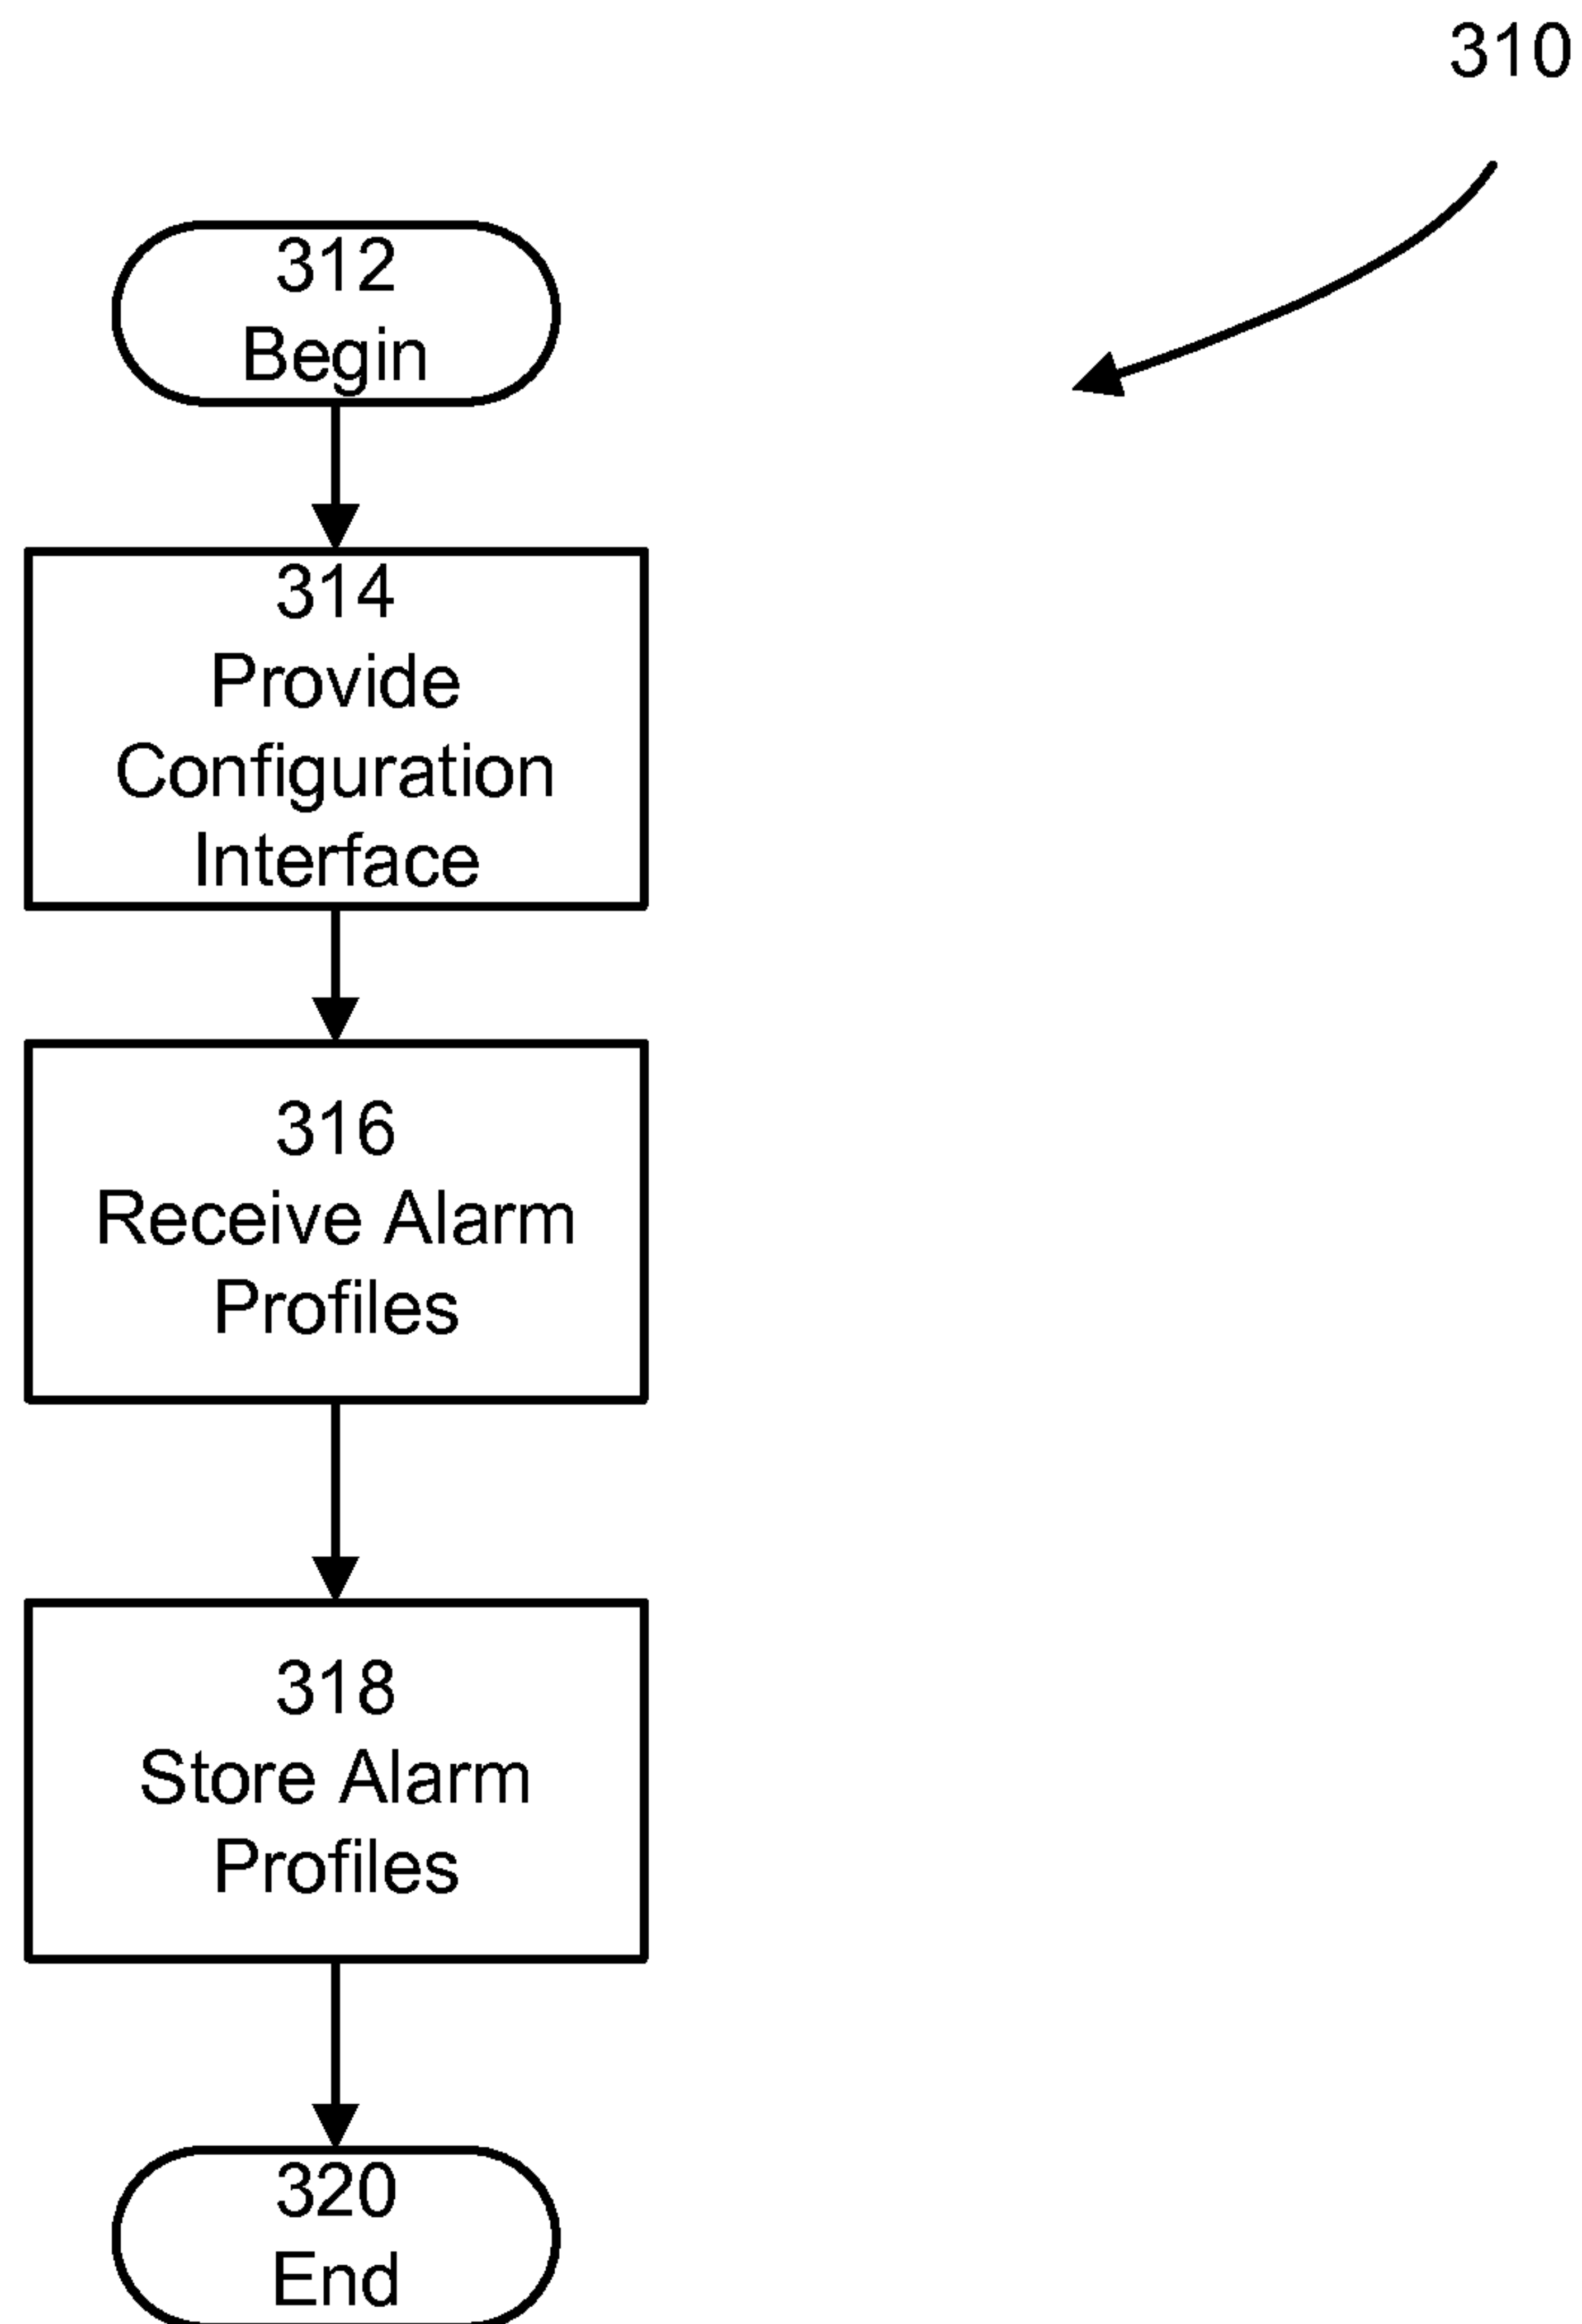 310
312
Begin
314
Provide
Configuration
Interface
316
Receive Alarm
Profiles
318
Store Alarm
Profiles
320
End